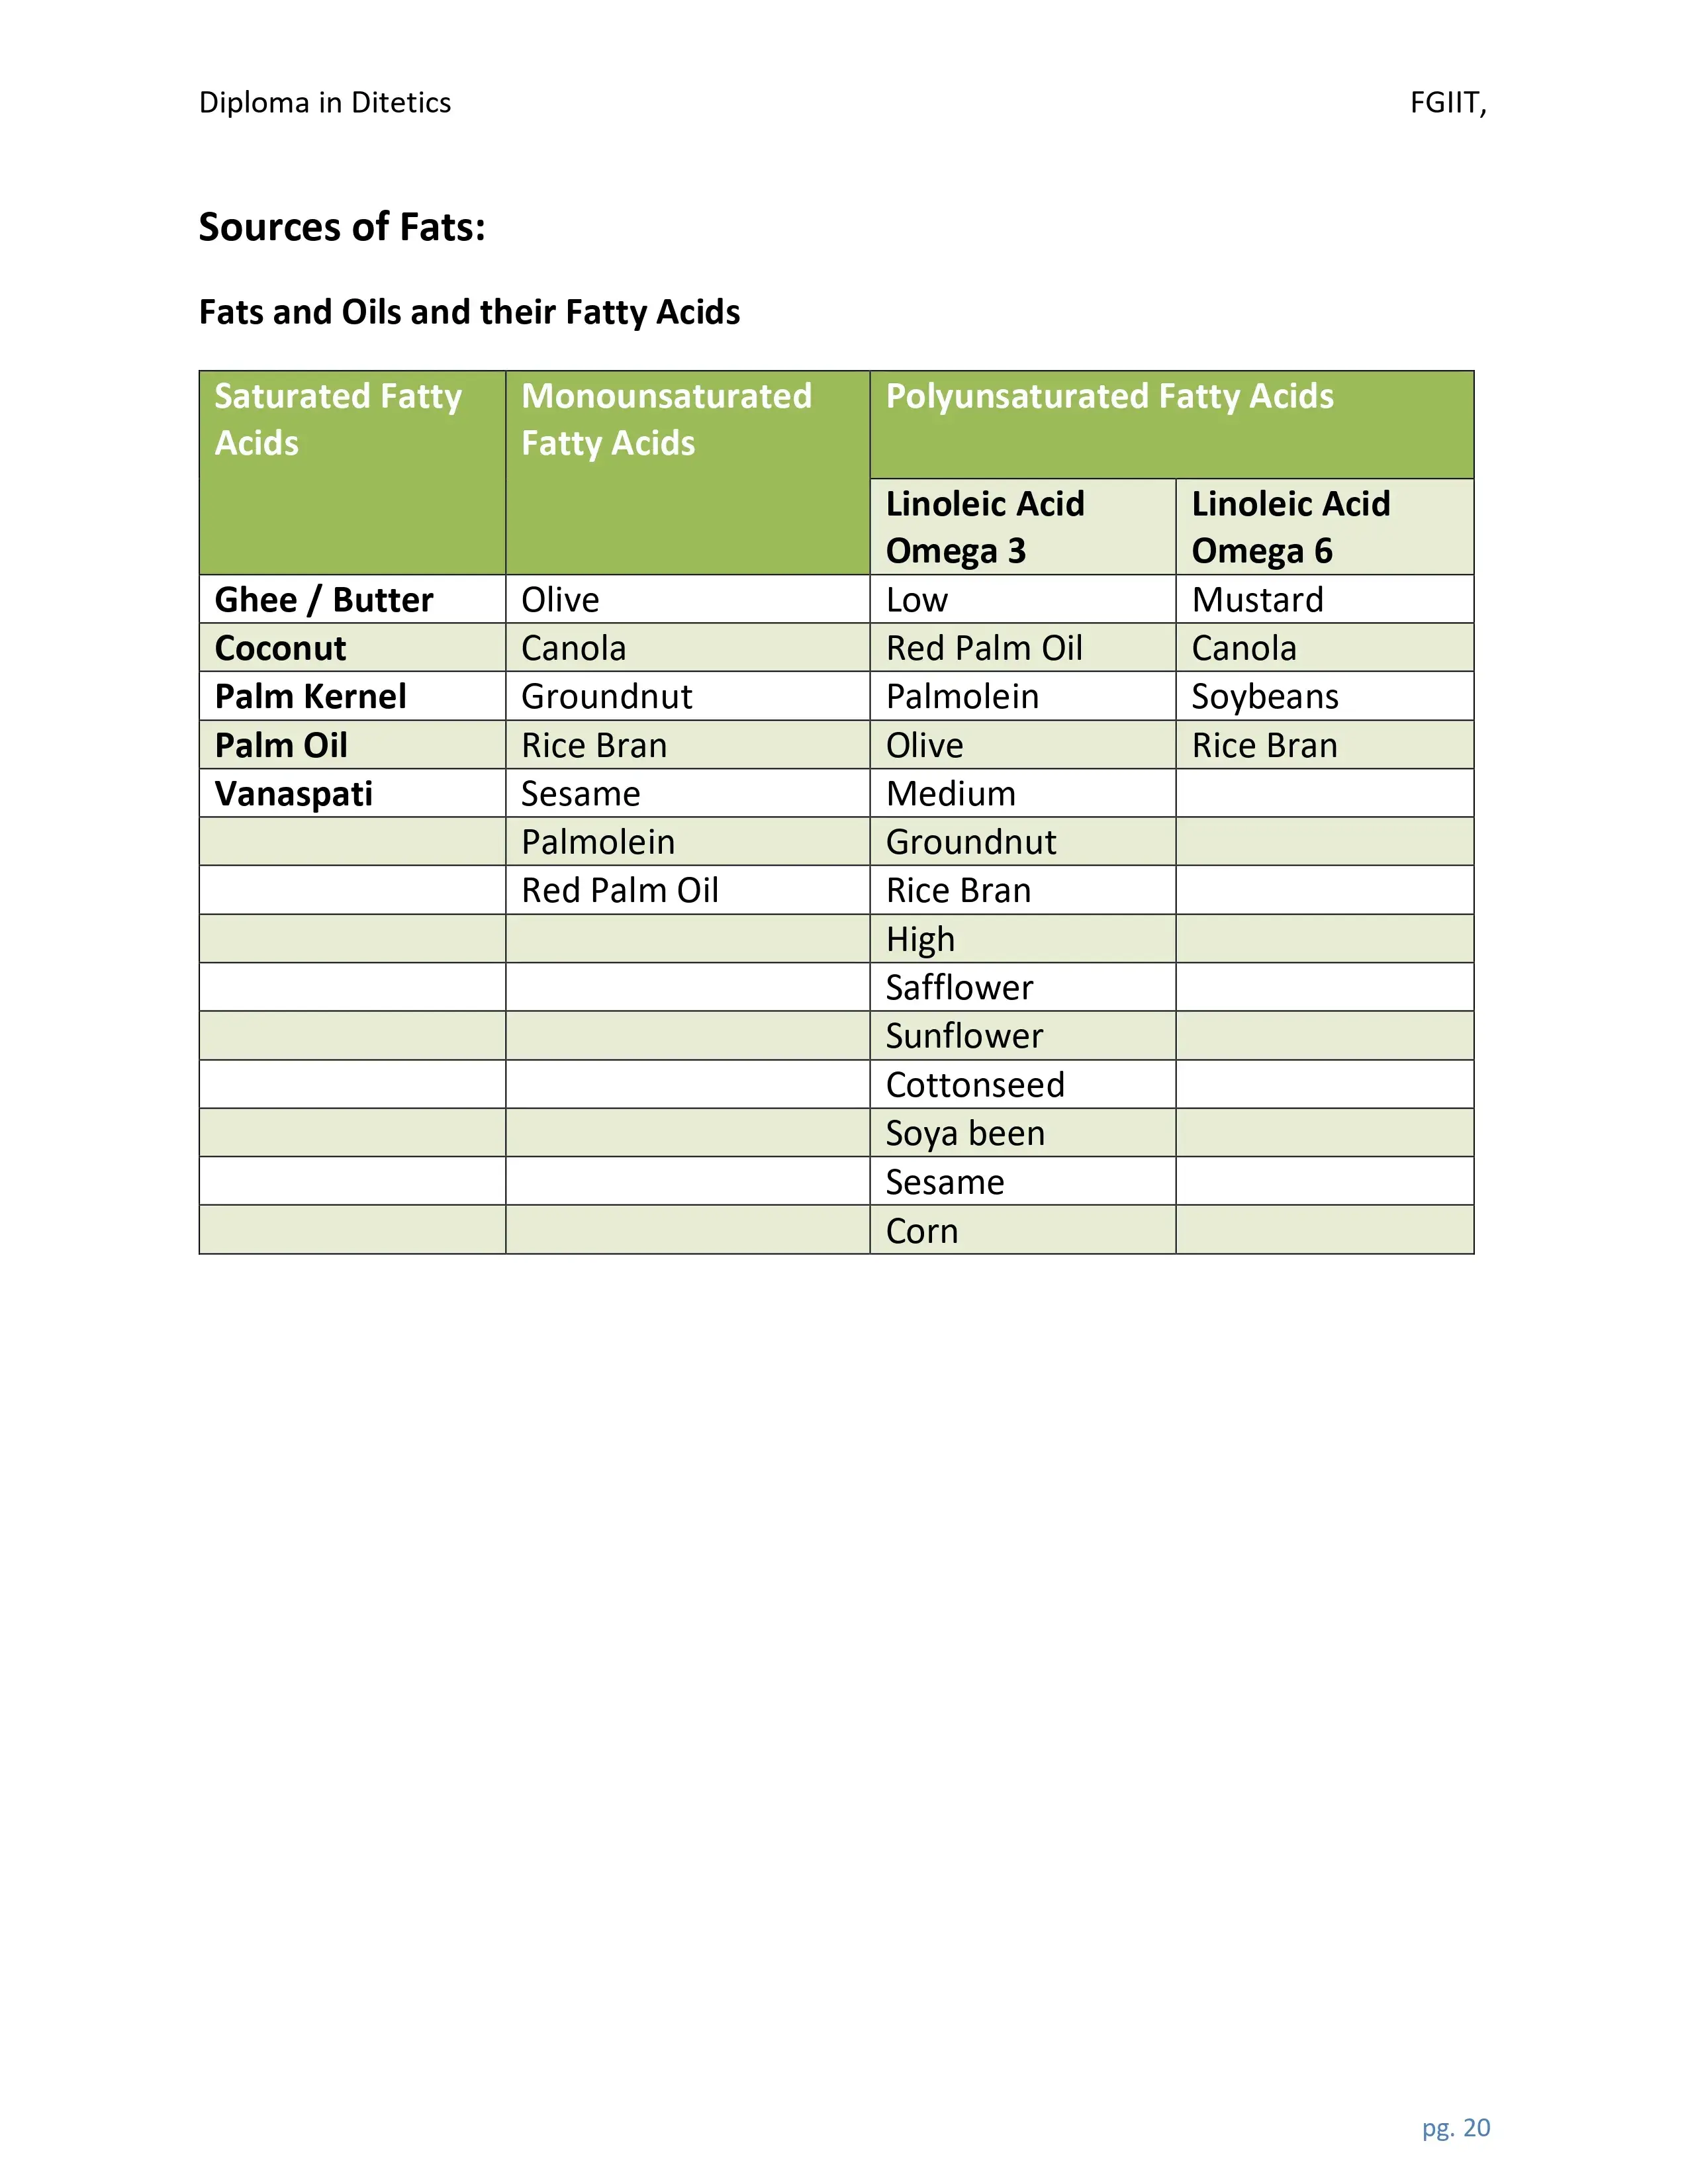 Diploma in Ditetics FGIIT,
Sources of Fats:
Fats and Oils and their Fatty Acids
Saturated Fatty Acids Monounsaturated Fatty Acids Polyunsaturated Fatty Acids
Linoleic Acid Omega 3 Linoleic Acid Omega 6
Ghee / Butter Olive Low Mustard
Coconut Canola Red Palm Oil Canola
Palm Kernel Groundnut Palmolein Soybeans
Palm Oil Rice Bran Olive Rice Bran
Vanaspati Sesame Medium
Palmolein Groundnut
Red Palm Oil Rice Bran
High
Safflower
Sunflower
Cottonseed
Soya been
Sesame
Corn
pg. 20